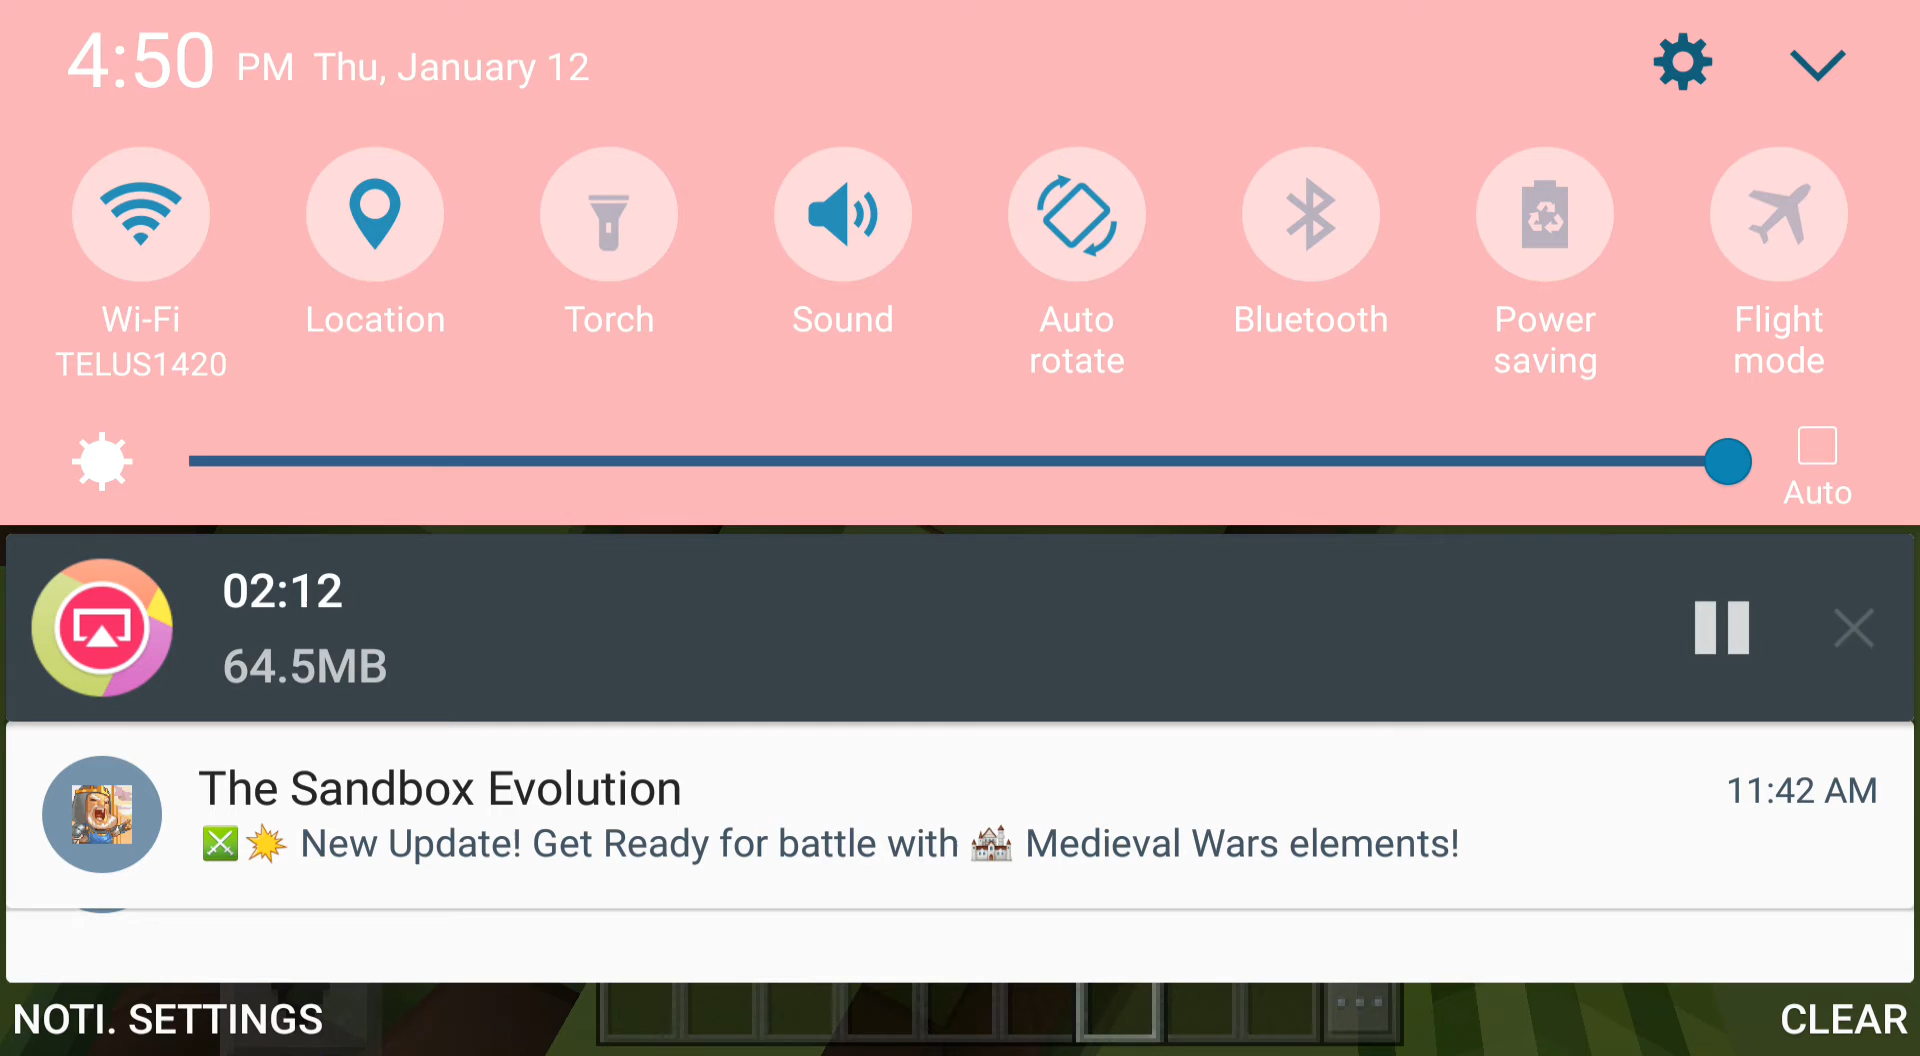 4:50 PM Thu, January 12
Wi-Fi
TELUS1420
Location
Torch
Sound
Auto
rotate
Bluetooth
Power
saving
Flight
mode
Auto
02:12
64.5MB
The Sandbox Evolution
11:42 AM
⚔💥 New Update! Get Ready for battle with 🏰 Medieval Wars elements!
NOTI. SETTINGS
CLEAR